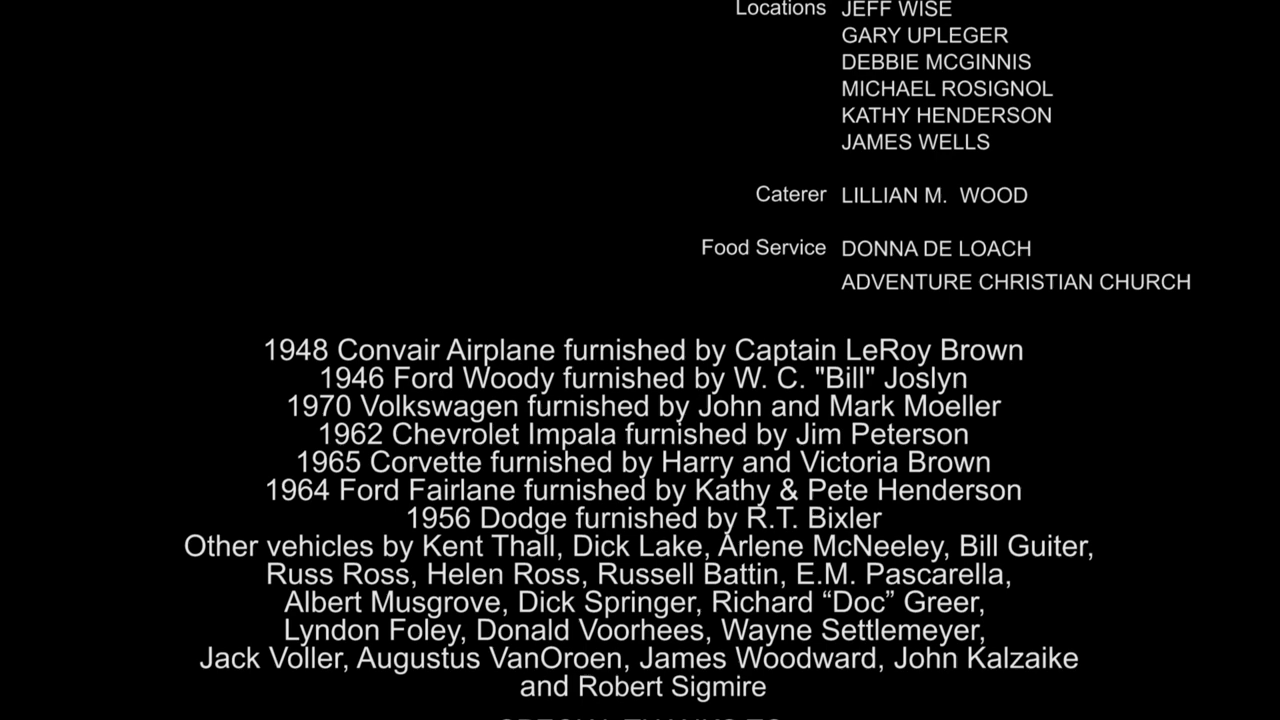 Locations JEFF WISE
GARY UPLEGER
DEBBIE MCGINNIS
MICHAEL ROSIGNOL
KATHY HENDERSON
JAMES WELLS
Caterer LILLIAN M.  WOOD
Food Service DONNA DE LOACH
ADVENTURE CHRISTIAN CHURCH
1948 Convair Airplane furnished by Captain LeRoy Brown
1946 Ford Woody furnished by W. C. "Bill" Joslyn
1970 Volkswagen furnished by John and Mark Moeller
1962 Chevrolet Impala furnished by Jim Peterson
1965 Corvette furnished by Harry and Victoria Brown
1964 Ford Fairlane furnished by Kathy & Pete Henderson
1956 Dodge furnished by R.T. Bixler
Other vehicles by Kent Thall, Dick Lake, Arlene McNeeley, Bill Guiter,
Russ Ross, Helen Ross, Russell Battin, E.M. Pascarella,
Albert Musgrove, Dick Springer, Richard “Doc” Greer,
Lyndon Foley, Donald Voorhees, Wayne Settlemeyer,
Jack Voller, Augustus VanOroen, James Woodward, John Kalzaike
and Robert Sigmire